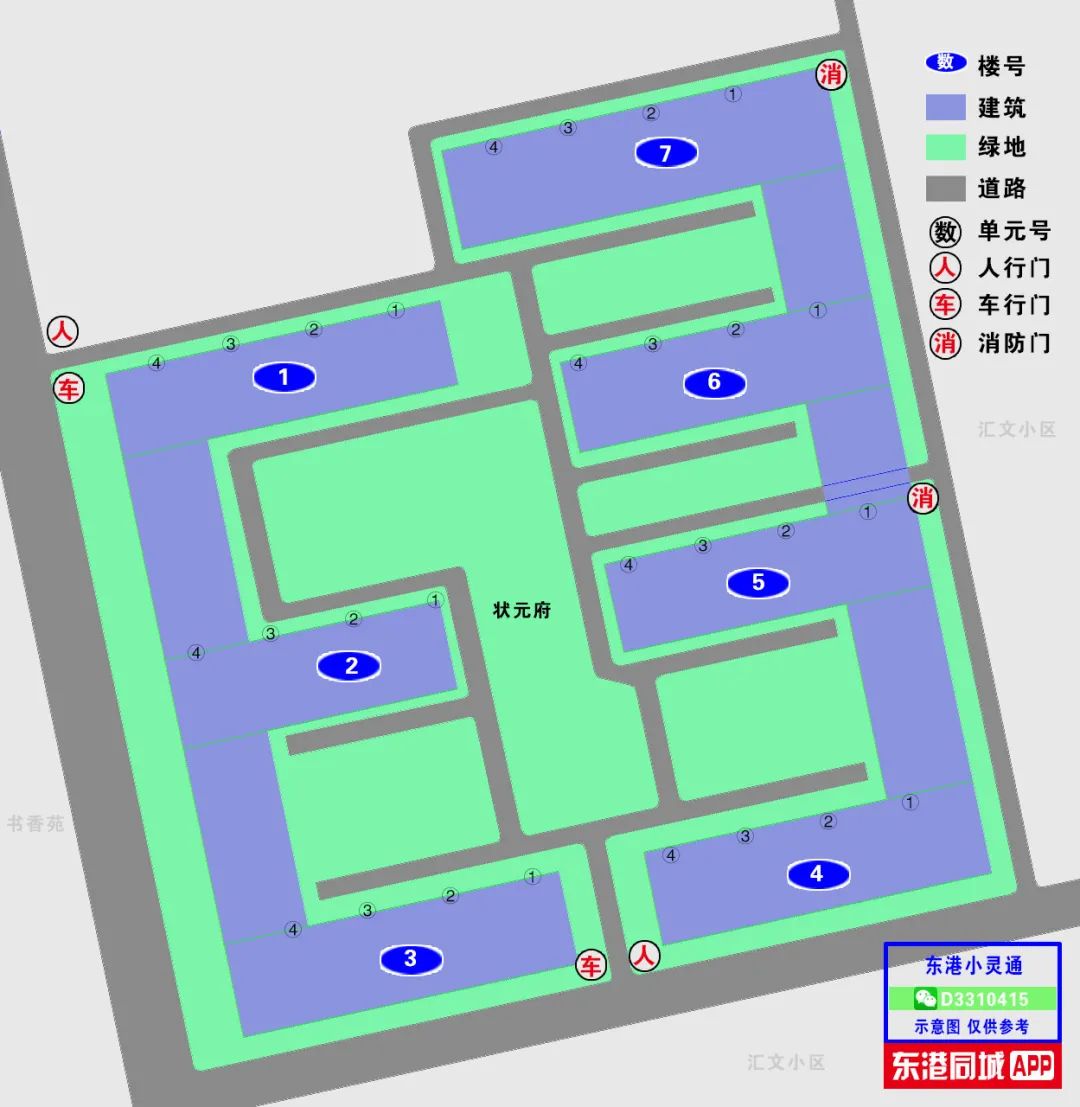 数 楼号
建筑
绿地
道路
数 单元号
人 人行门
车 车行门
消 消防门
消
①
②
③
④
7
人
车
④
③
②
①
1
④
③
②
①
6
汇文小区
消
④
③
②
①
5
状元府
④
③
②
①
2
书香苑
④
③
②
①
4
④
③
②
①
3
车
人
汇文小区
东港小灵通
D3310415
示意图 仅供参考
东港同城APP